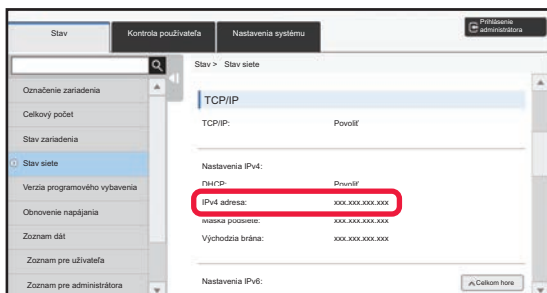 Stav
Kontrola používateľa
Nastavenia systému
Prihlásenie
administrátora
Stav > Stav siete
Označenie zariadenia
Celkový počet
Stav zariadenia
Stav siete
Verzia programového vybavenia
Obnovenie napájania
Zoznam dát
Zoznam pre užívateľa
Zoznam pre administrátora
TCP/IP
TCP/IP: Povoliť
Nastavenia IPv4:
DHCP: Povoliť
IPv4 adresa: xxx.xxx.xxx.xxx
Maska podsiete: xxx.xxx.xxx.xxx
Východzia brána: xxx.xxx.xxx.xxx
Nastavenia IPv6:
Celkom hore